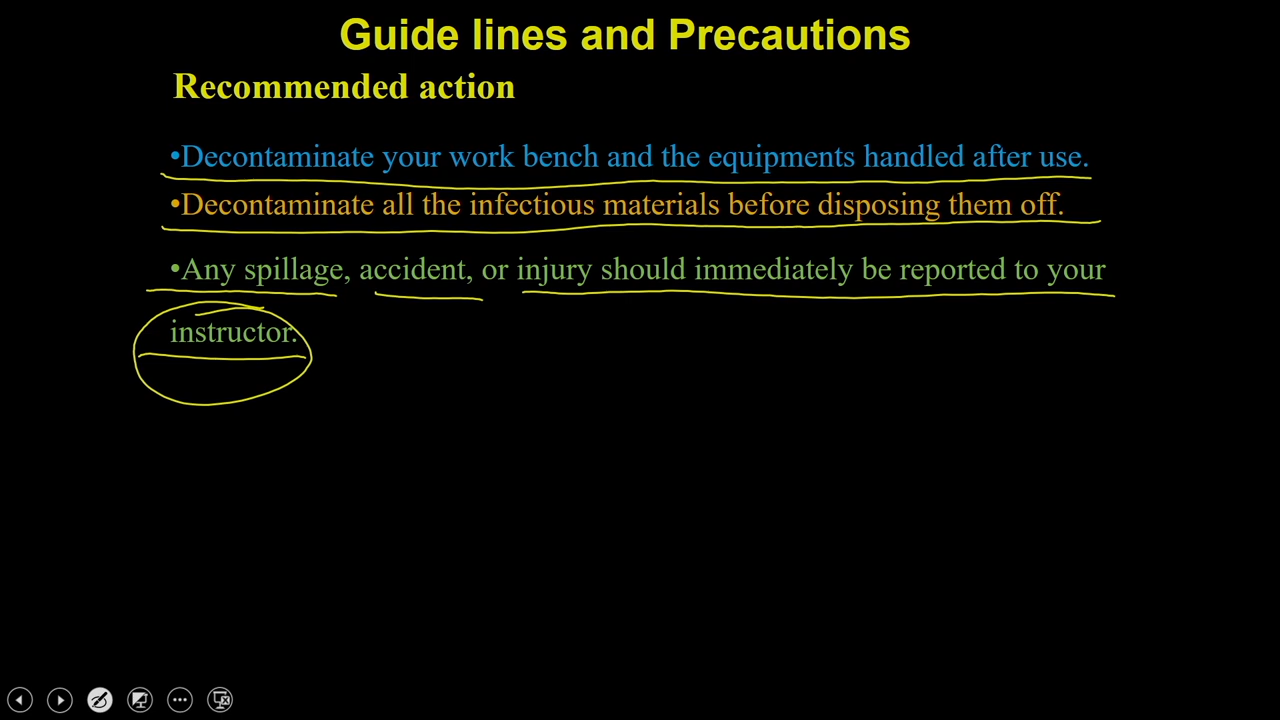 Guide lines and Precautions
Recommended action
•Decontaminate your work bench and the equipments handled after use.
•Decontaminate all the infectious materials before disposing them off.
•Any spillage, accident, or injury should immediately be reported to your
instructor.